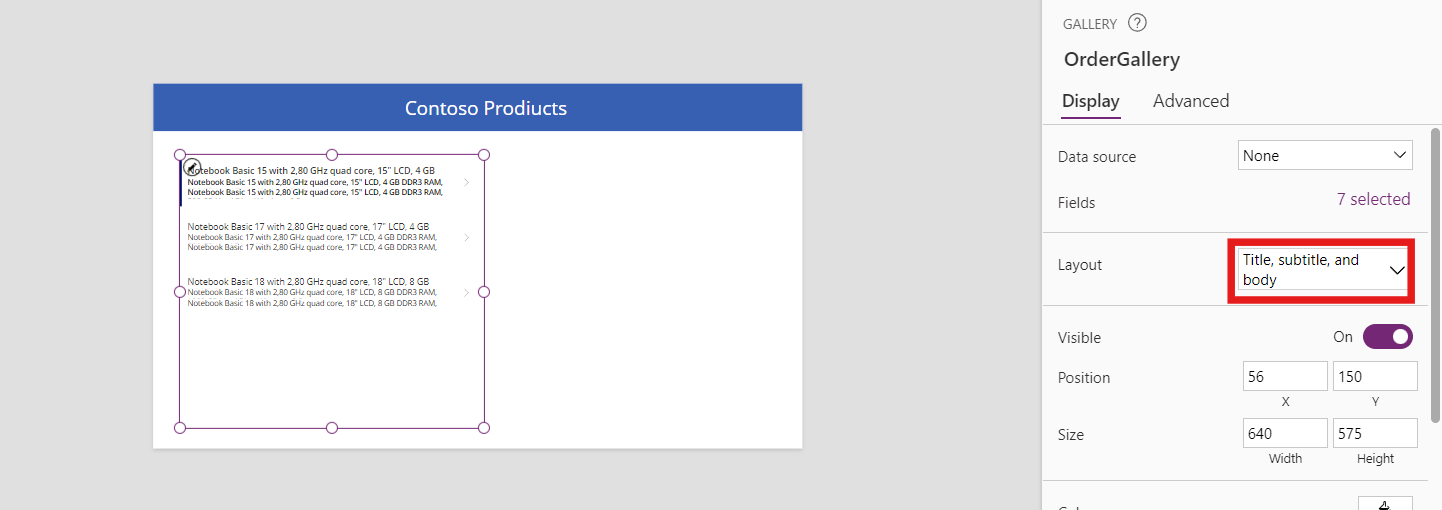 Contoso Prodiucts
Notebook Basic 15 with 2,80 GHz quad core, 15" LCD, 4 GB
Notebook Basic 15 with 2,80 GHz quad core, 15" LCD, 4 GB DDR3 RAM,
Notebook Basic 15 with 2,80 GHz quad core, 15" LCD, 4 GB DDR3 RAM,
Notebook Basic 17 with 2,80 GHz quad core, 17" LCD, 4 GB
Notebook Basic 17 with 2,80 GHz quad core, 17" LCD, 4 GB DDR3 RAM,
Notebook Basic 17 with 2,80 GHz quad core, 17" LCD, 4 GB DDR3 RAM,
Notebook Basic 18 with 2,80 GHz quad core, 18" LCD, 8 GB
Notebook Basic 18 with 2,80 GHz quad core, 18" LCD, 8 GB DDR3 RAM,
Notebook Basic 18 with 2,80 GHz quad core, 18" LCD, 8 GB DDR3 RAM,
GALLERY ?
OrderGallery
Display Advanced
Data source None
Fields 7 selected
Layout Title, subtitle, and
body
Visible On
Position 56 150
X Y
Size 640 575
Width Height